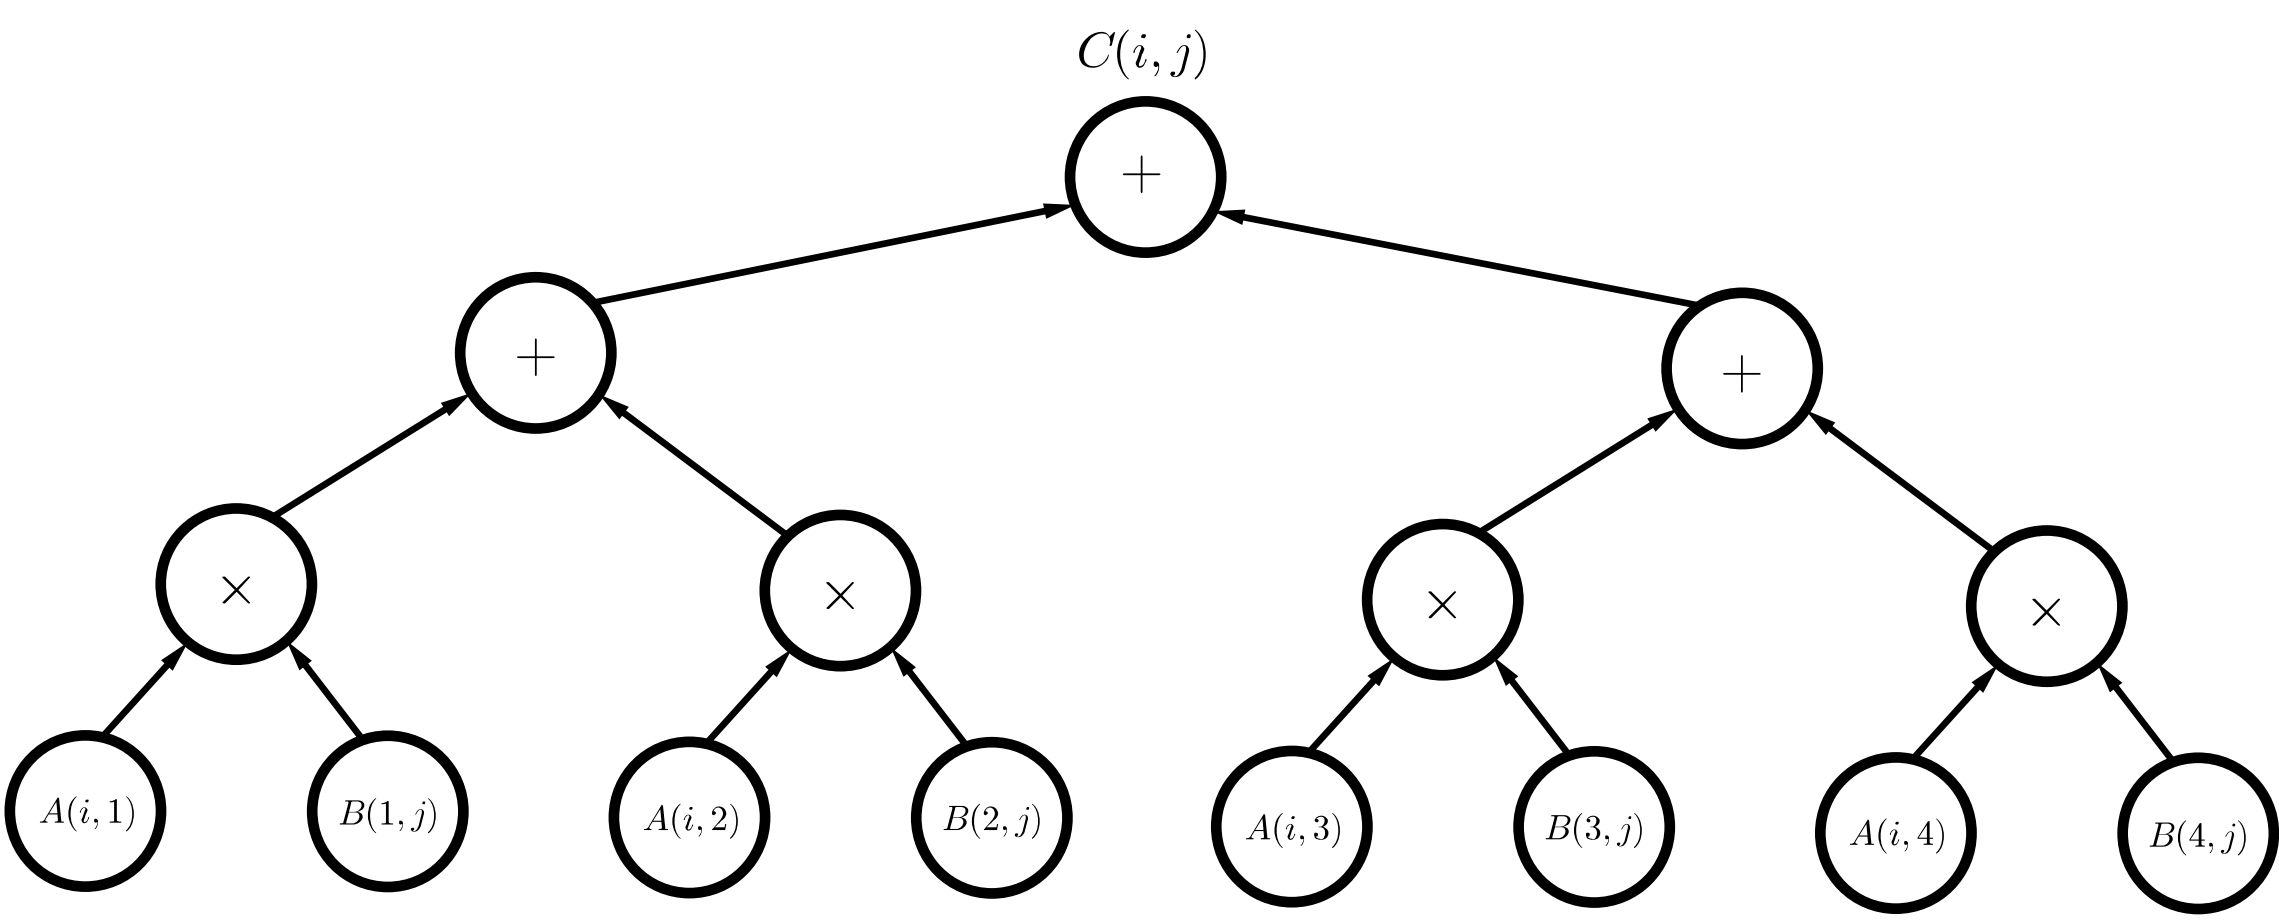 C(i, j)
+
+ +
× × × ×
A(i, 1) B(1, j) A(i, 2) B(2, j) A(i, 3) B(3, j) A(i, 4) B(4, j)